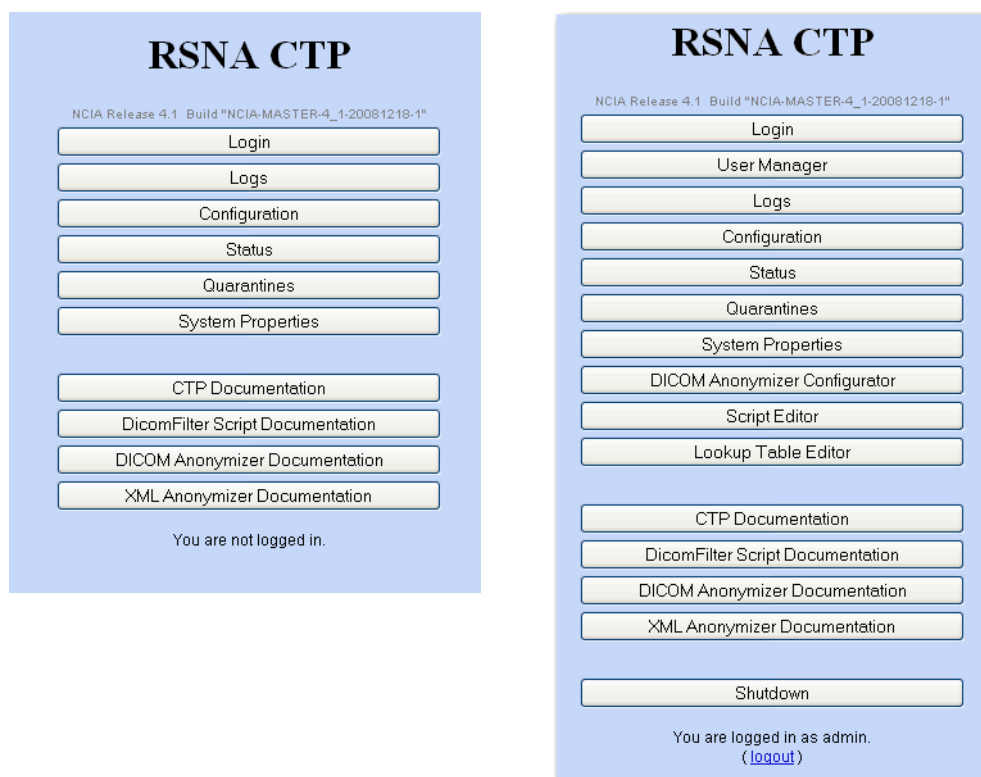 RSNA CTP
NCIA Release 4.1 Build "NCIA-MASTER-4_1-20081218-1"
Login
Logs
Configuration
Status
Quarantines
System Properties
CTP Documentation
DicomFilter Script Documentation
DICOM Anonymizer Documentation
XML Anonymizer Documentation
You are not logged in.
RSNA CTP
NCIA Release 4.1 Build "NCIA-MASTER-4_1-20081218-1"
Login
User Manager
Logs
Configuration
Status
Quarantines
System Properties
DICOM Anonymizer Configurator
Script Editor
Lookup Table Editor
CTP Documentation
DicomFilter Script Documentation
DICOM Anonymizer Documentation
XML Anonymizer Documentation
Shutdown
You are logged in as admin.
( logout )